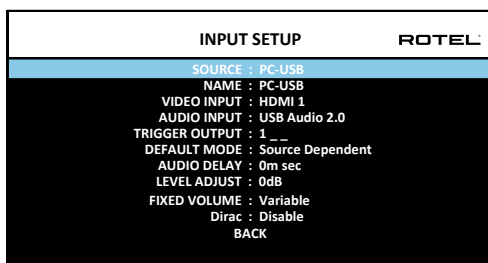 INPUT SETUP ROTEL
SOURCE : PC-USB
NAME : PC-USB
VIDEO INPUT : HDMI 1
AUDIO INPUT : USB Audio 2.0
TRIGGER OUTPUT : 1 _ _
DEFAULT MODE : Source Dependent
AUDIO DELAY : 0m sec
LEVEL ADJUST : 0dB
FIXED VOLUME : Variable
Dirac : Disable
BACK